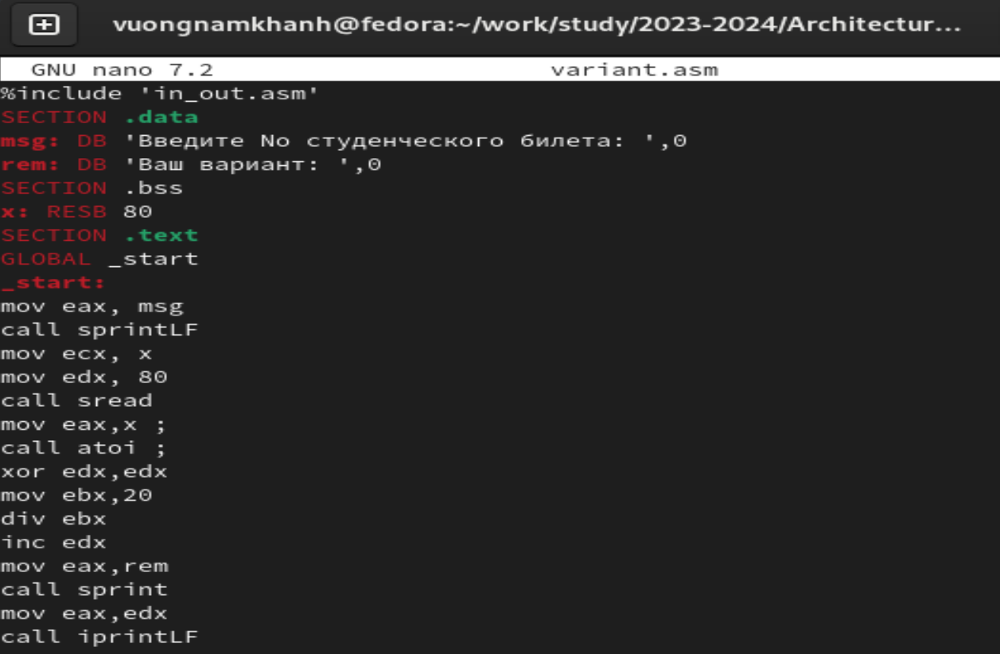 vuongnamkhanh@fedora:~/work/study/2023-2024/Architectur...
GNU nano 7.2 variant.asm
%include 'in_out.asm'
SECTION .data
msg: DB 'Введите No студенческого билета: ',0
rem: DB 'Ваш вариант: ',0
SECTION .bss
x: RESB 80
SECTION .text
GLOBAL _start
_start:
mov eax, msg
call sprintLF
mov ecx, x
mov edx, 80
call sread
mov eax,x ;
call atoi ;
xor edx,edx
mov ebx,20
div ebx
inc edx
mov eax,rem
call sprint
mov eax,edx
call iprintLF